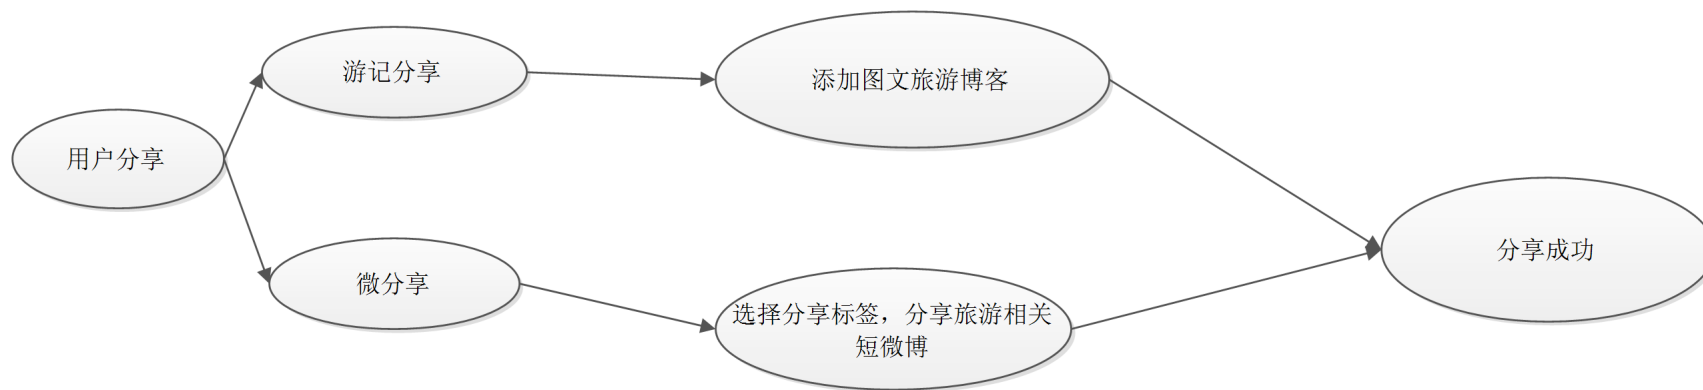 用户分享
游记分享
添加图文旅游博客
微分享
选择分享标签，分享旅游相关
短微博
分享成功